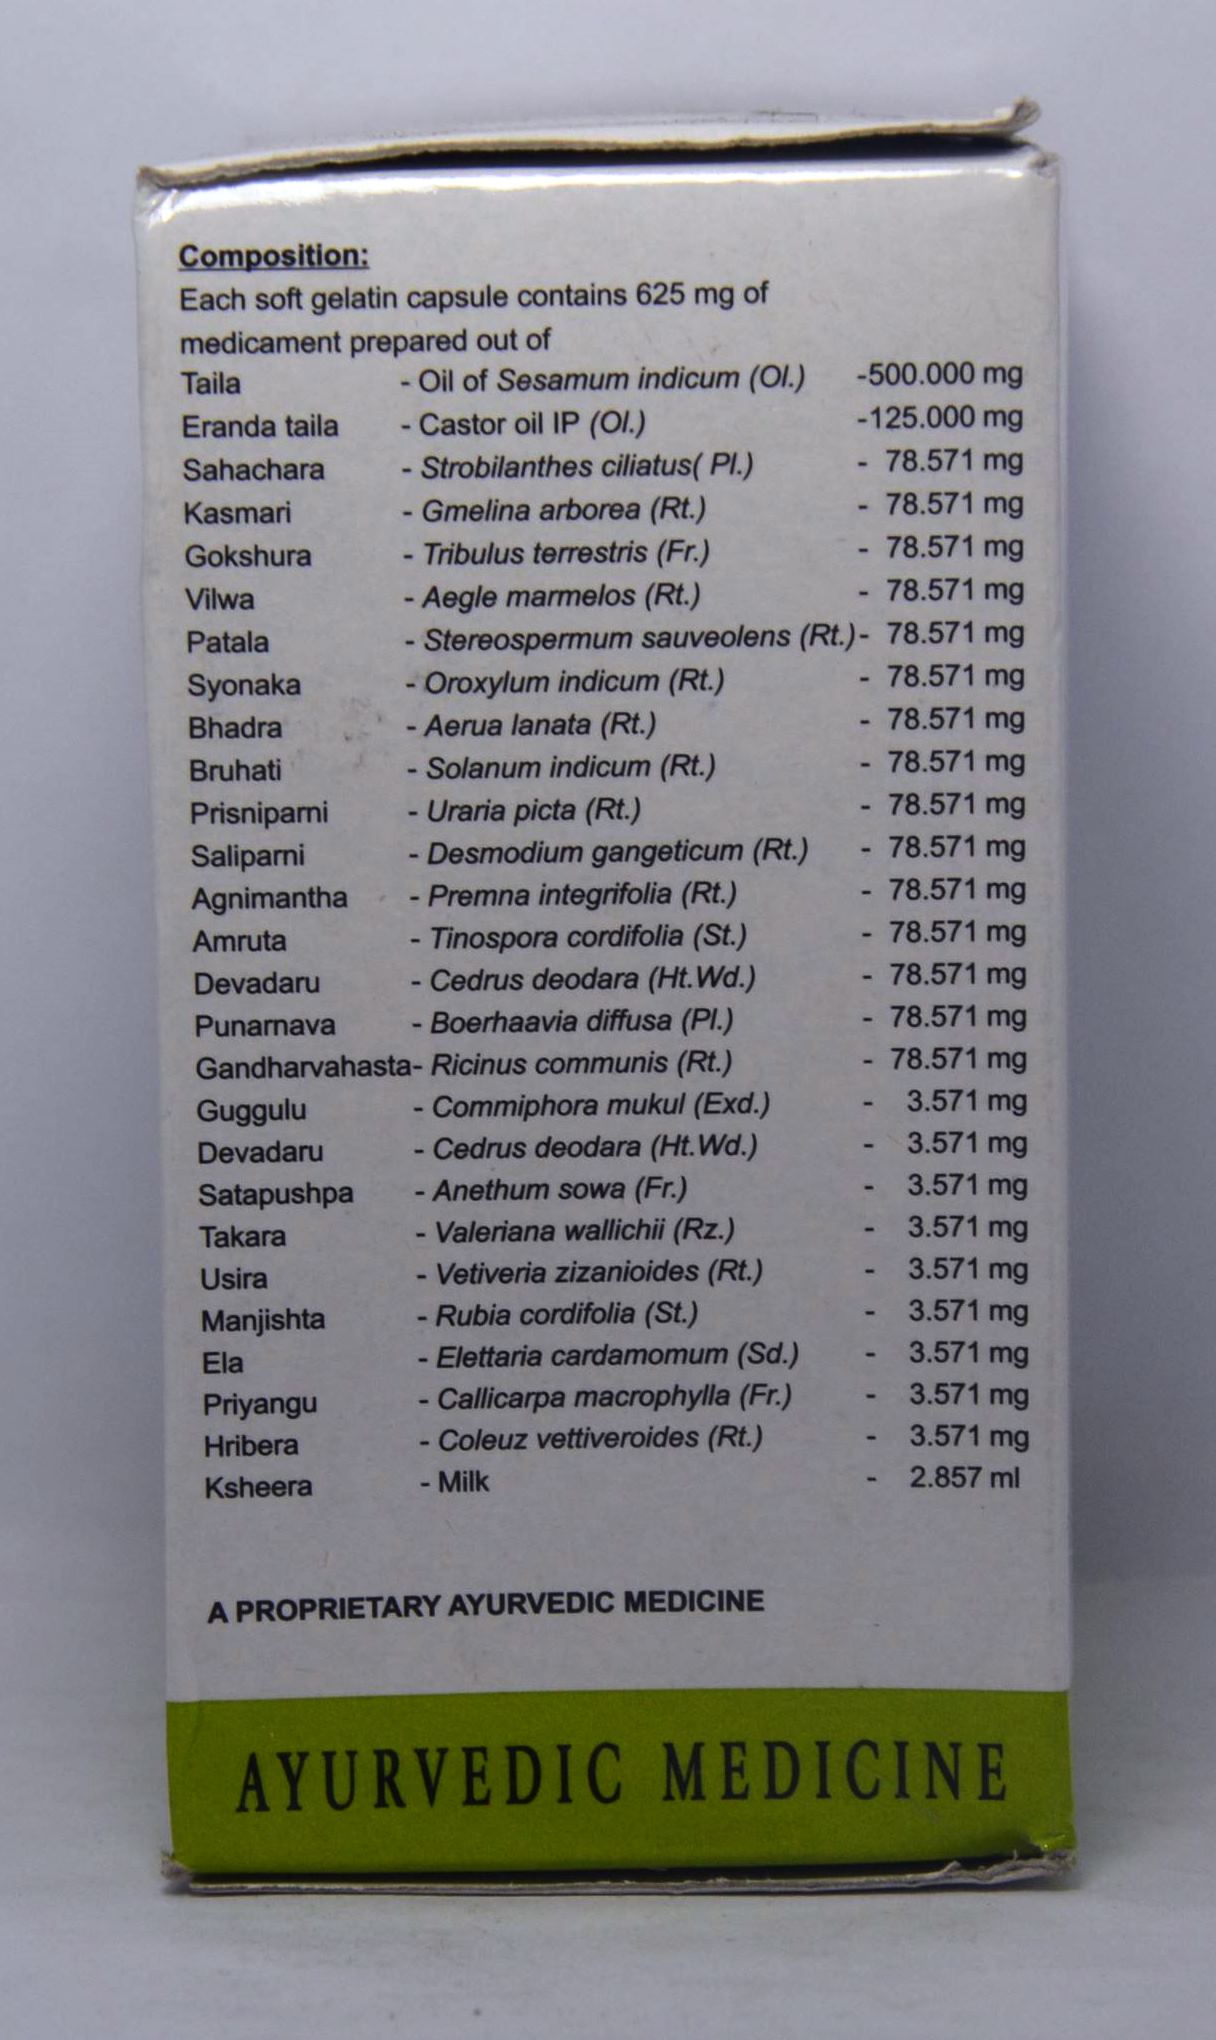 Composition:
Each soft gelatin capsule contains 625 mg of
medicament prepared out of
Taila - Oil of Sesamum indicum (Ol.) -500.000 mg
Eranda taila - Castor oil IP (Ol.) -125.000 mg
Sahachara - Strobilanthes ciliatus( Pl.) - 78.571 mg
Kasmari - Gmelina arborea (Rt.) - 78.571 mg
Gokshura - Tribulus terrestris (Fr.) - 78.571 mg
Vilwa - Aegle marmelos (Rt.) - 78.571 mg
Patala - Stereospermum sauveolens (Rt.)- 78.571 mg
Syonaka - Oroxylum indicum (Rt.) - 78.571 mg
Bhadra - Aerua lanata (Rt.) - 78.571 mg
Bruhati - Solanum indicum (Rt.) - 78.571 mg
Prisniparni - Uraria picta (Rt.) - 78.571 mg
Saliparni - Desmodium gangeticum (Rt.) - 78.571 mg
Agnimantha - Premna integrifolia (Rt.) - 78.571 mg
Amruta - Tinospora cordifolia (St.) - 78.571 mg
Devadaru - Cedrus deodara (Ht.Wd.) - 78.571 mg
Punarnava - Boerhaavia diffusa (Pl.) - 78.571 mg
Gandharvahasta- Ricinus communis (Rt.) - 78.571 mg
Guggulu - Commiphora mukul (Exd.) - 3.571 mg
Devadaru - Cedrus deodara (Ht.Wd.) - 3.571 mg
Satapushpa - Anethum sowa (Fr.) - 3.571 mg
Takara - Valeriana wallichii (Rz.) - 3.571 mg
Usira - Vetiveria zizanioides (Rt.) - 3.571 mg
Manjishta - Rubia cordifolia (St.) - 3.571 mg
Ela - Elettaria cardamomum (Sd.) - 3.571 mg
Priyangu - Callicarpa macrophylla (Fr.) - 3.571 mg
Hribera - Coleuz vettiveroides (Rt.) - 3.571 mg
Ksheera - Milk - 2.857 ml
A PROPRIETARY AYURVEDIC MEDICINE
AYURVEDIC MEDICINE